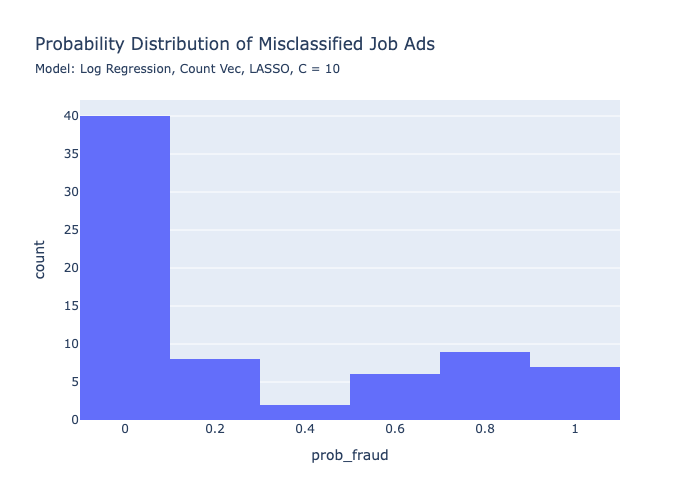 Probability Distribution of Misclassified Job Ads
Model: Log Regression, Count Vec, LASSO, C = 10
40
35
30
25
20
15
10
5
0
count
0 0.2 0.4 0.6 0.8 1
prob_fraud